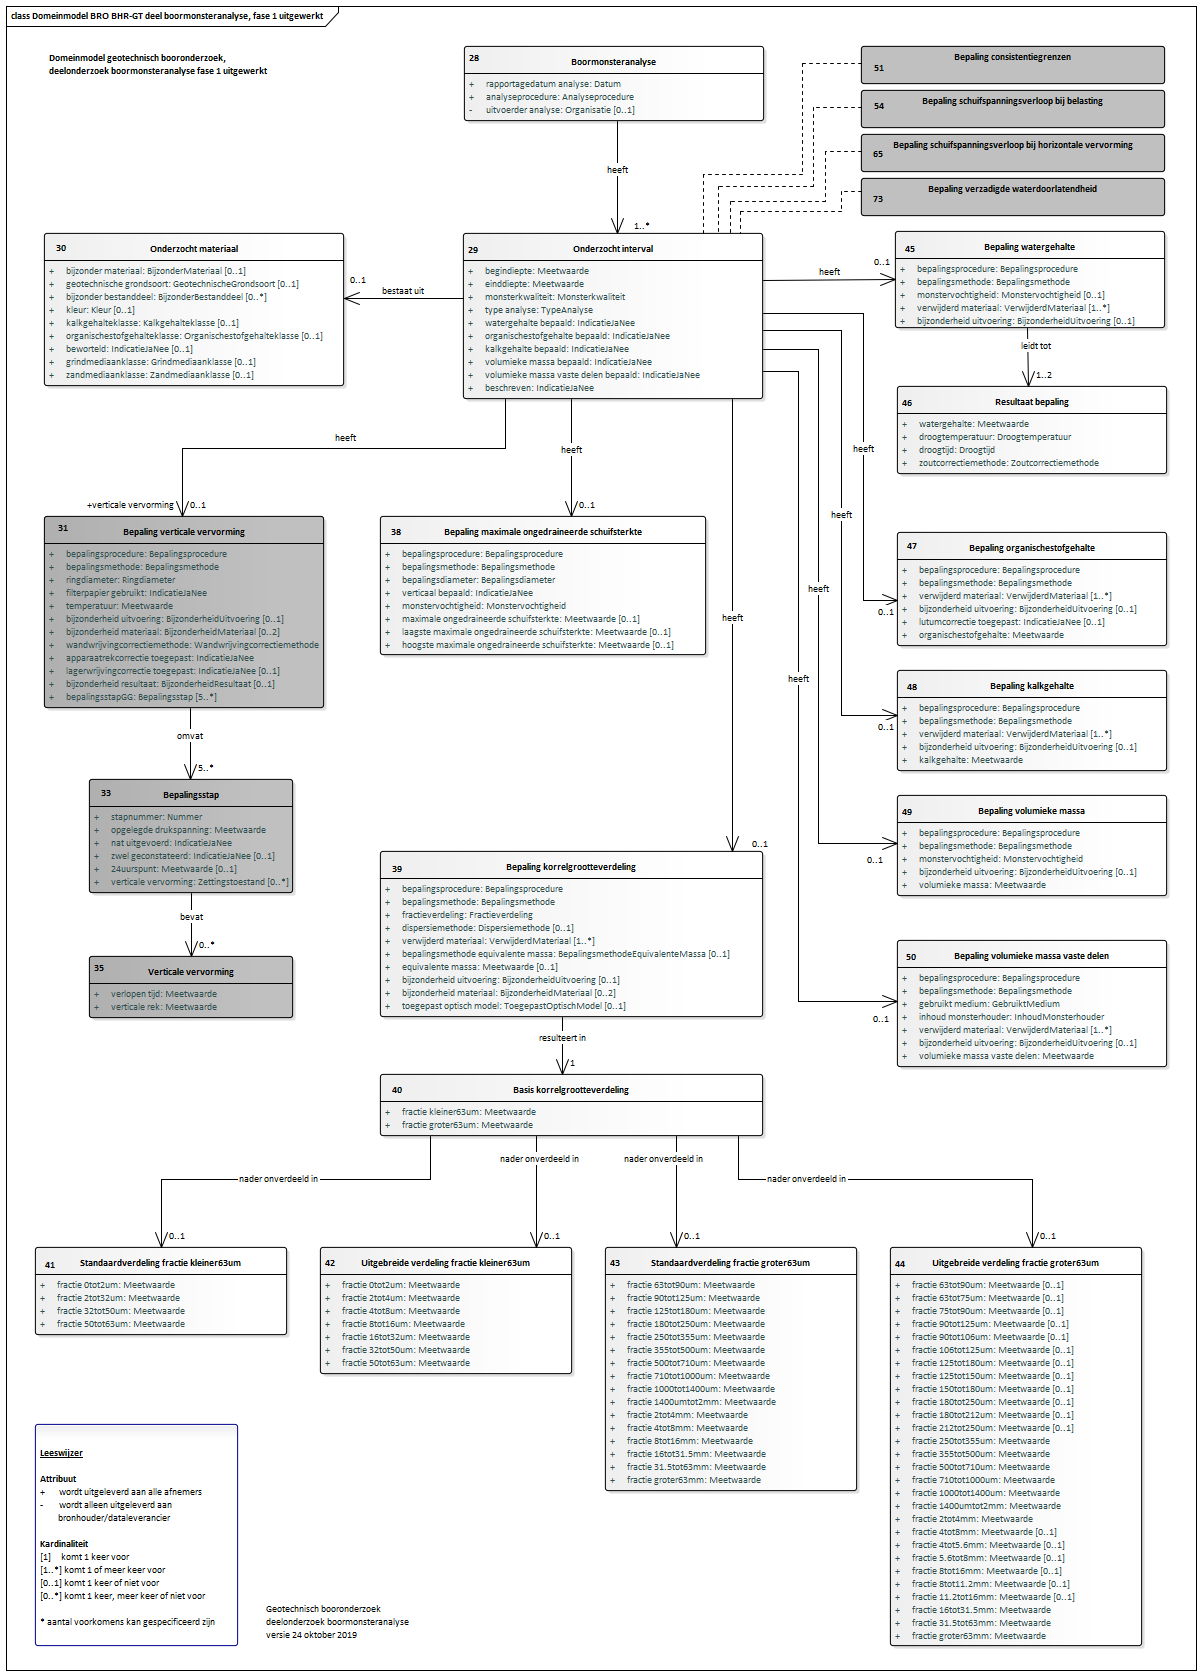 class Domeinmodel BRO BHR-GT deel boormonsteranalyse, fase 1 uitgewerkt
Domeinmodel geotechnisch booronderzoek,
deelonderzoek boormonsteranalyse fase 1 uitgewerkt
28
Boormonsteranalyse
+ rapportagedatum analyse: Datum
+ analyseprocedure: Analyseprocedure
- uitvoerder analyse: Organisatie [0..1]
51
Bepaling consistentiegrenzen
54
Bepaling schuifspanningsverloop bij belasting
65
Bepaling schuifspanningsverloop bij horizontale vervorming
73
Bepaling verzadigde waterdoorlatendheid
heeft
1..*
30
Onderzocht materiaal
+ bijzonder materiaal: BijzonderMateriaal [0..1]
+ geotechnische grondsoort: GeotechnischeGrondsoort [0..1]
+ bijzonder bestanddeel: BijzonderBestanddeel [0..*]
+ kleur: Kleur [0..1]
+ kalkgehalteklasse: Kalkgehalteklasse [0..1]
+ organischestofgehalteklasse: Organischestofgehalteklasse [0..1]
+ beworteld: IndicatieJaNee [0..1]
+ grindmediaanklasse: Grindmediaanklasse [0..1]
+ zandmediaanklasse: Zandmediaanklasse [0..1]
0..1
bestaat uit
29
Onderzocht interval
+ begindiepte: Meetwaarde
+ einddiepte: Meetwaarde
+ monsterkwaliteit: Monsterkwaliteit
+ type analyse: TypeAnalyse
+ watergehalte bepaald: IndicatieJaNee
+ organischestofgehalte bepaald: IndicatieJaNee
+ kalkgehalte bepaald: IndicatieJaNee
+ volumieke massa bepaald: IndicatieJaNee
+ volumieke massa vaste delen bepaald: IndicatieJaNee
+ beschreven: IndicatieJaNee
heeft
0..1
45
Bepaling watergehalte
+ bepalingsprocedure: Bepalingsprocedure
+ bepalingsmethode: Bepalingsmethode
+ monstervochtigheid: Monstervochtigheid [0..1]
+ verwijderd materiaal: VerwijderdMateriaal [1..*]
+ bijzonderheid uitvoering: BijzonderheidUitvoering [0..1]
leidt tot
1..2
46
Resultaat bepaling
+ watergehalte: Meetwaarde
+ droogtemperatuur: Droogtemperatuur
+ droogtijd: Droogtijd
+ zoutcorrectiemethode: Zoutcorrectiemethode
heeft
heeft
heeft
+verticale vervorming
0..1
0..1
31
Bepaling verticale vervorming
+ bepalingsprocedure: Bepalingsprocedure
+ bepalingsmethode: Bepalingsmethode
+ ringdiameter: Ringdiameter
+ filterpapier gebruikt: IndicatieJaNee
+ temperatuur: Meetwaarde
+ bijzonderheid uitvoering: BijzonderheidUitvoering [0..1]
+ bijzonderheid materiaal: BijzonderheidMateriaal [0..2]
+ wandwrijvingcorrectiemethode: Wandwrijvingcorrectiemethode
+ apparaatrekcorrectie toegepast: IndicatieJaNee
+ lagerwrijvingcorrectie toegepast: IndicatieJaNee [0..1]
+ bijzonderheid resultaat: BijzonderheidResultaat [0..1]
+ bepalingsstapGG: Bepalingsstap [5..*]
38
Bepaling maximale ongedraineerde schuifsterkte
+ bepalingsprocedure: Bepalingsprocedure
+ bepalingsmethode: Bepalingsmethode
+ bepalingsdiameter: Bepalingsdiameter
+ verticaal bepaald: IndicatieJaNee
+ monstervochtigheid: Monstervochtigheid
+ maximale ongedraineerde schuifsterkte: Meetwaarde [0..1]
+ laagste maximale ongedraineerde schuifsterkte: Meetwaarde [0..1]
+ hoogste maximale ongedraineerde schuifsterkte: Meetwaarde [0..1]
heeft
0..1
47
Bepaling organischestofgehalte
+ bepalingsprocedure: Bepalingsprocedure
+ bepalingsmethode: Bepalingsmethode
+ verwijderd materiaal: VerwijderdMateriaal [1..*]
+ bijzonderheid uitvoering: BijzonderheidUitvoering [0..1]
+ lutumcorrectie toegepast: IndicatieJaNee [0..1]
+ organischestofgehalte: Meetwaarde
heeft
heeft
heeft
0..1
48
Bepaling kalkgehalte
+ bepalingsprocedure: Bepalingsprocedure
+ bepalingsmethode: Bepalingsmethode
+ verwijderd materiaal: VerwijderdMateriaal [1..*]
+ bijzonderheid uitvoering: BijzonderheidUitvoering [0..1]
+ kalkgehalte: Meetwaarde
omvat
5..*
33
Bepalingsstap
+ stapnummer: Nummer
+ opgelegde drukspanning: Meetwaarde
+ nat uitgevoerd: IndicatieJaNee
+ zwel geconstateerd: IndicatieJaNee [0..1]
+ 24uurspunt: Meetwaarde [0..1]
+ verticale vervorming: Zettingstoestand [0..*]
0..1
0..1
49
Bepaling volumieke massa
+ bepalingsprocedure: Bepalingsprocedure
+ bepalingsmethode: Bepalingsmethode
+ monstervochtigheid: Monstervochtigheid
+ bijzonderheid uitvoering: BijzonderheidUitvoering [0..1]
+ volumieke massa: Meetwaarde
39
Bepaling korrelgrootteverdeling
+ bepalingsprocedure: Bepalingsprocedure
+ bepalingsmethode: Bepalingsmethode
+ fractieverdeling: Fractieverdeling
+ dispersiemethode: Dispersiemethode [0..1]
+ verwijderd materiaal: VerwijderdMateriaal [1..*]
+ bepalingsmethode equivalente massa: BepalingsmethodeEquivalenteMassa [0..1]
+ equivalente massa: Meetwaarde [0..1]
+ bijzonderheid uitvoering: BijzonderheidUitvoering [0..1]
+ bijzonderheid materiaal: BijzonderheidMateriaal [0..2]
+ toegepast optisch model: ToegepastOptischModel [0..1]
bevat
0..*
35
Verticale vervorming
+ verlopen tijd: Meetwaarde
+ verticale rek: Meetwaarde
0..1
50
Bepaling volumieke massa vaste delen
+ bepalingsprocedure: Bepalingsprocedure
+ bepalingsmethode: Bepalingsmethode
+ gebruikt medium: GebruiktMedium
+ inhoud monsterhouder: InhoudMonsterhouder
+ verwijderd materiaal: VerwijderdMateriaal [1..*]
+ bijzonderheid uitvoering: BijzonderheidUitvoering [0..1]
+ volumieke massa vaste delen: Meetwaarde
resulteert in
1
40
Basis korrelgrootteverdeling
+ fractie kleiner63um: Meetwaarde
+ fractie groter63um: Meetwaarde
nader onverdeeld in
nader onverdeeld in
nader onverdeeld in
nader onverdeeld in
0..1
0..1
0..1
0..1
41
Standaardverdeling fractie kleiner63um
+ fractie 0tot2um: Meetwaarde
+ fractie 2tot32um: Meetwaarde
+ fractie 32tot50um: Meetwaarde
+ fractie 50tot63um: Meetwaarde
42
Uitgebreide verdeling fractie kleiner63um
+ fractie 0tot2um: Meetwaarde
+ fractie 2tot4um: Meetwaarde
+ fractie 4tot8um: Meetwaarde
+ fractie 8tot16um: Meetwaarde
+ fractie 16tot32um: Meetwaarde
+ fractie 32tot50um: Meetwaarde
+ fractie 50tot63um: Meetwaarde
43
Standaardverdeling fractie groter63um
+ fractie 63tot90um: Meetwaarde
+ fractie 90tot125um: Meetwaarde
+ fractie 125tot180um: Meetwaarde
+ fractie 180tot250um: Meetwaarde
+ fractie 250tot355um: Meetwaarde
+ fractie 355tot500um: Meetwaarde
+ fractie 500tot710um: Meetwaarde
+ fractie 710tot1000um: Meetwaarde
+ fractie 1000tot1400um: Meetwaarde
+ fractie 1400umtot2mm: Meetwaarde
+ fractie 2tot4mm: Meetwaarde
+ fractie 4tot8mm: Meetwaarde
+ fractie 8tot16mm: Meetwaarde
+ fractie 16tot31.5mm: Meetwaarde
+ fractie 31.5tot63mm: Meetwaarde
+ fractie groter63mm: Meetwaarde
44
Uitgebreide verdeling fractie groter63um
+ fractie 63tot90um: Meetwaarde [0..1]
+ fractie 63tot75um: Meetwaarde [0..1]
+ fractie 75tot90um: Meetwaarde [0..1]
+ fractie 90tot125um: Meetwaarde [0..1]
+ fractie 90tot106um: Meetwaarde [0..1]
+ fractie 106tot125um: Meetwaarde [0..1]
+ fractie 125tot180um: Meetwaarde [0..1]
+ fractie 125tot150um: Meetwaarde [0..1]
+ fractie 150tot180um: Meetwaarde [0..1]
+ fractie 180tot250um: Meetwaarde [0..1]
+ fractie 180tot212um: Meetwaarde [0..1]
+ fractie 212tot250um: Meetwaarde [0..1]
+ fractie 250tot355um: Meetwaarde
+ fractie 355tot500um: Meetwaarde
+ fractie 500tot710um: Meetwaarde
+ fractie 710tot1000um: Meetwaarde
+ fractie 1000tot1400um: Meetwaarde
+ fractie 1400umtot2mm: Meetwaarde
+ fractie 2tot4mm: Meetwaarde
+ fractie 4tot8mm: Meetwaarde [0..1]
+ fractie 4tot5.6mm: Meetwaarde [0..1]
+ fractie 5.6tot8mm: Meetwaarde [0..1]
+ fractie 8tot16mm: Meetwaarde [0..1]
+ fractie 8tot11.2mm: Meetwaarde [0..1]
+ fractie 11.2tot16mm: Meetwaarde [0..1]
+ fractie 16tot31.5mm: Meetwaarde
+ fractie 31.5tot63mm: Meetwaarde
+ fractie groter63mm: Meetwaarde
Leeswijzer
Attribuut
+ wordt uitgeleverd aan alle afnemers
- wordt alleen uitgeleverd aan
bronhouder/dataleverancier
Kardinaliteit
[1] komt 1 keer voor
[1..*] komt 1 of meer keer voor
[0..1] komt 1 keer of niet voor
[0..*] komt 1 keer, meer keer of niet voor
* aantal voorkomens kan gespecificeerd zijn
Geotechnisch booronderzoek
deelonderzoek boormonsteranalyse
versie 24 oktober 2019